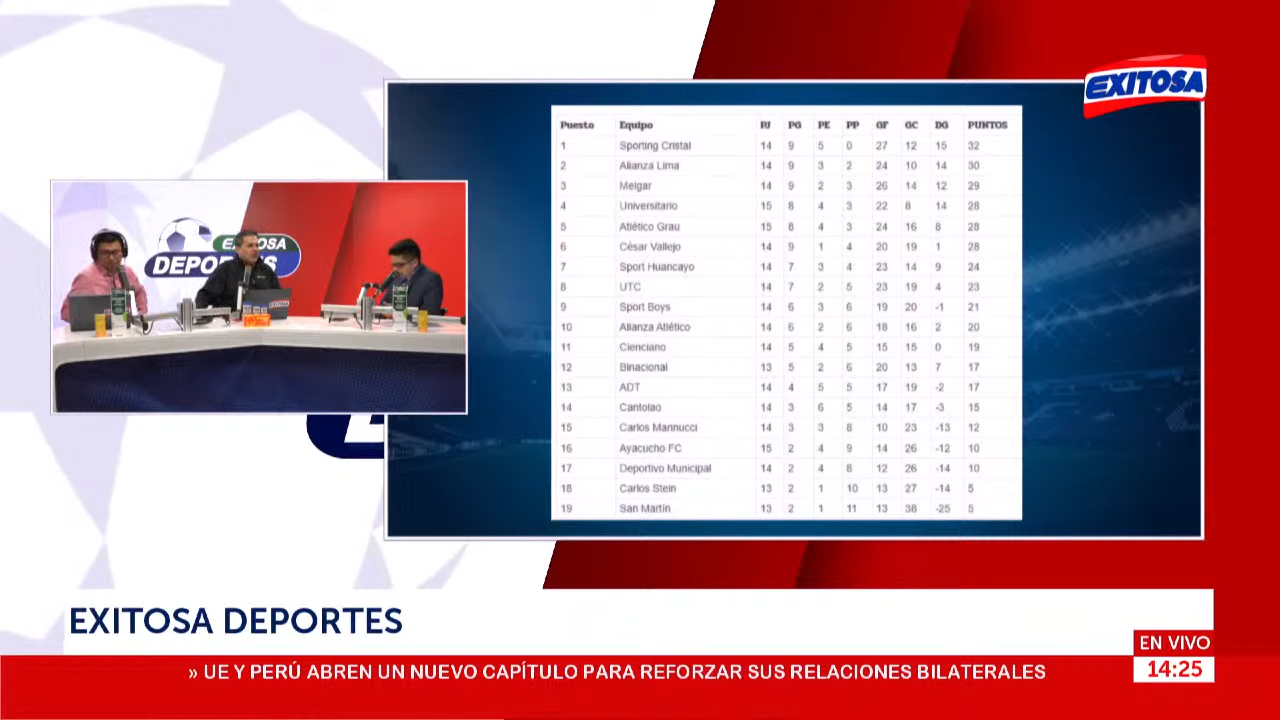 EXITOSA
Puesto Equipo PJ PG PE PP GF GC DG PUNTOS
1 Sporting Cristal 14 9 5 0 27 12 15 32
2 Alianza Lima 14 9 3 2 24 10 14 30
3 Melgar 14 9 2 3 26 14 12 29
4 Universitario 15 8 4 3 22 8 14 28
5 Atlético Grau 15 8 4 3 24 16 8 28
6 César Vallejo 14 9 1 4 20 19 1 28
7 Sport Huancayo 14 7 3 4 23 14 9 24
8 UTC 14 7 2 5 23 19 4 23
9 Sport Boys 14 6 3 6 19 20 -1 21
10 Alianza Atlético 14 6 2 6 18 16 2 20
11 Cienciano 14 5 4 5 15 15 0 19
12 Binacional 13 5 2 6 20 13 7 17
13 ADT 14 4 5 5 17 19 -2 17
14 Cantolao 14 3 6 5 14 17 -3 15
15 Carlos Mannucci 14 3 3 8 10 23 -13 12
16 Ayacucho FC 15 2 4 9 14 26 -12 10
17 Deportivo Municipal 14 2 4 8 12 26 -14 10
18 Carlos Stein 13 2 1 10 13 27 -14 5
19 San Martín 13 2 1 11 13 38 -25 5
EXITOSA
DEPORTES
EXITOSA DEPORTES
EN VIVO
» UE Y PERÚ ABREN UN NUEVO CAPÍTULO PARA REFORZAR SUS RELACIONES BILATERALES
14:25